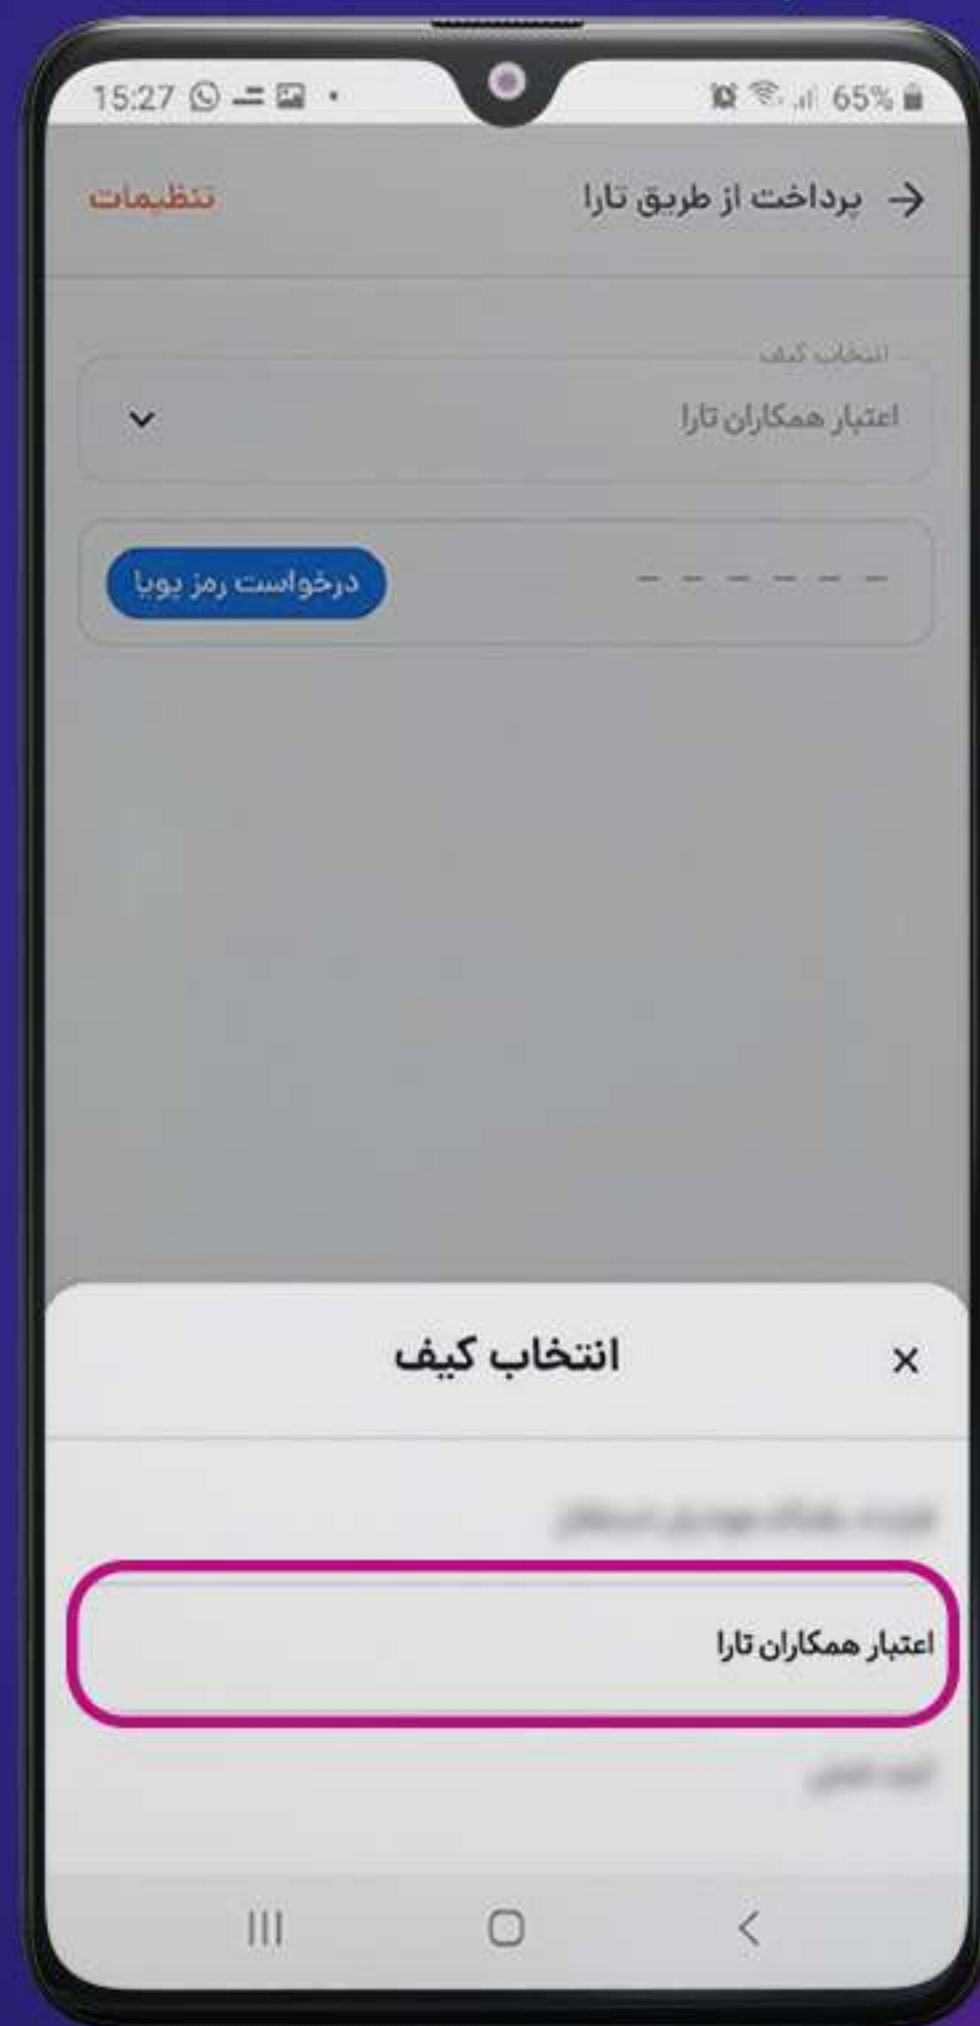 15:27
65%
پرداخت از طریق تارا
تنظیمات
انتخاب کیف
اعتبار همکاران تارا
درخواست رمز پویا
انتخاب کیف
اعتبار همکاران تارا